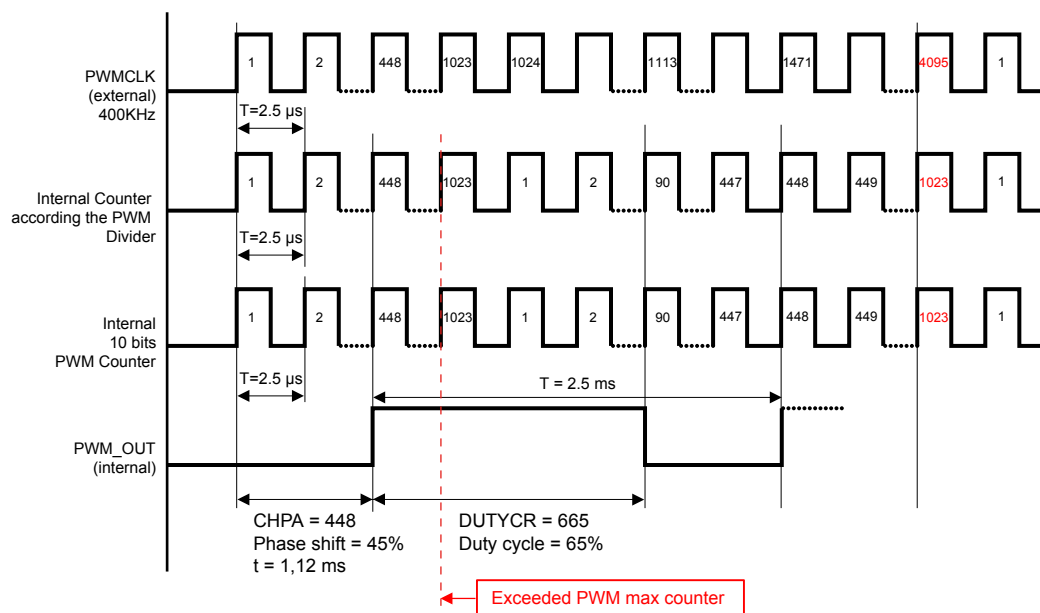 1 2 448 1023 1024 1113 1471 4095 1
PWMCLK
(external)
400KHz
T=2.5 µs
1 2 448 1023 1 2 90 447 448 449 1023 1
Internal Counter
according the PWM
Divider
T=2.5 µs
1 2 448 1023 1 2 90 447 448 449 1023 1
Internal
10 bits
PWM Counter
T=2.5 µs
T = 2.5 ms
PWM_OUT
(internal)
CHPA = 448
Phase shift = 45%
t = 1,12 ms
DUTYCR = 665
Duty cycle = 65%
Exceeded PWM max counter